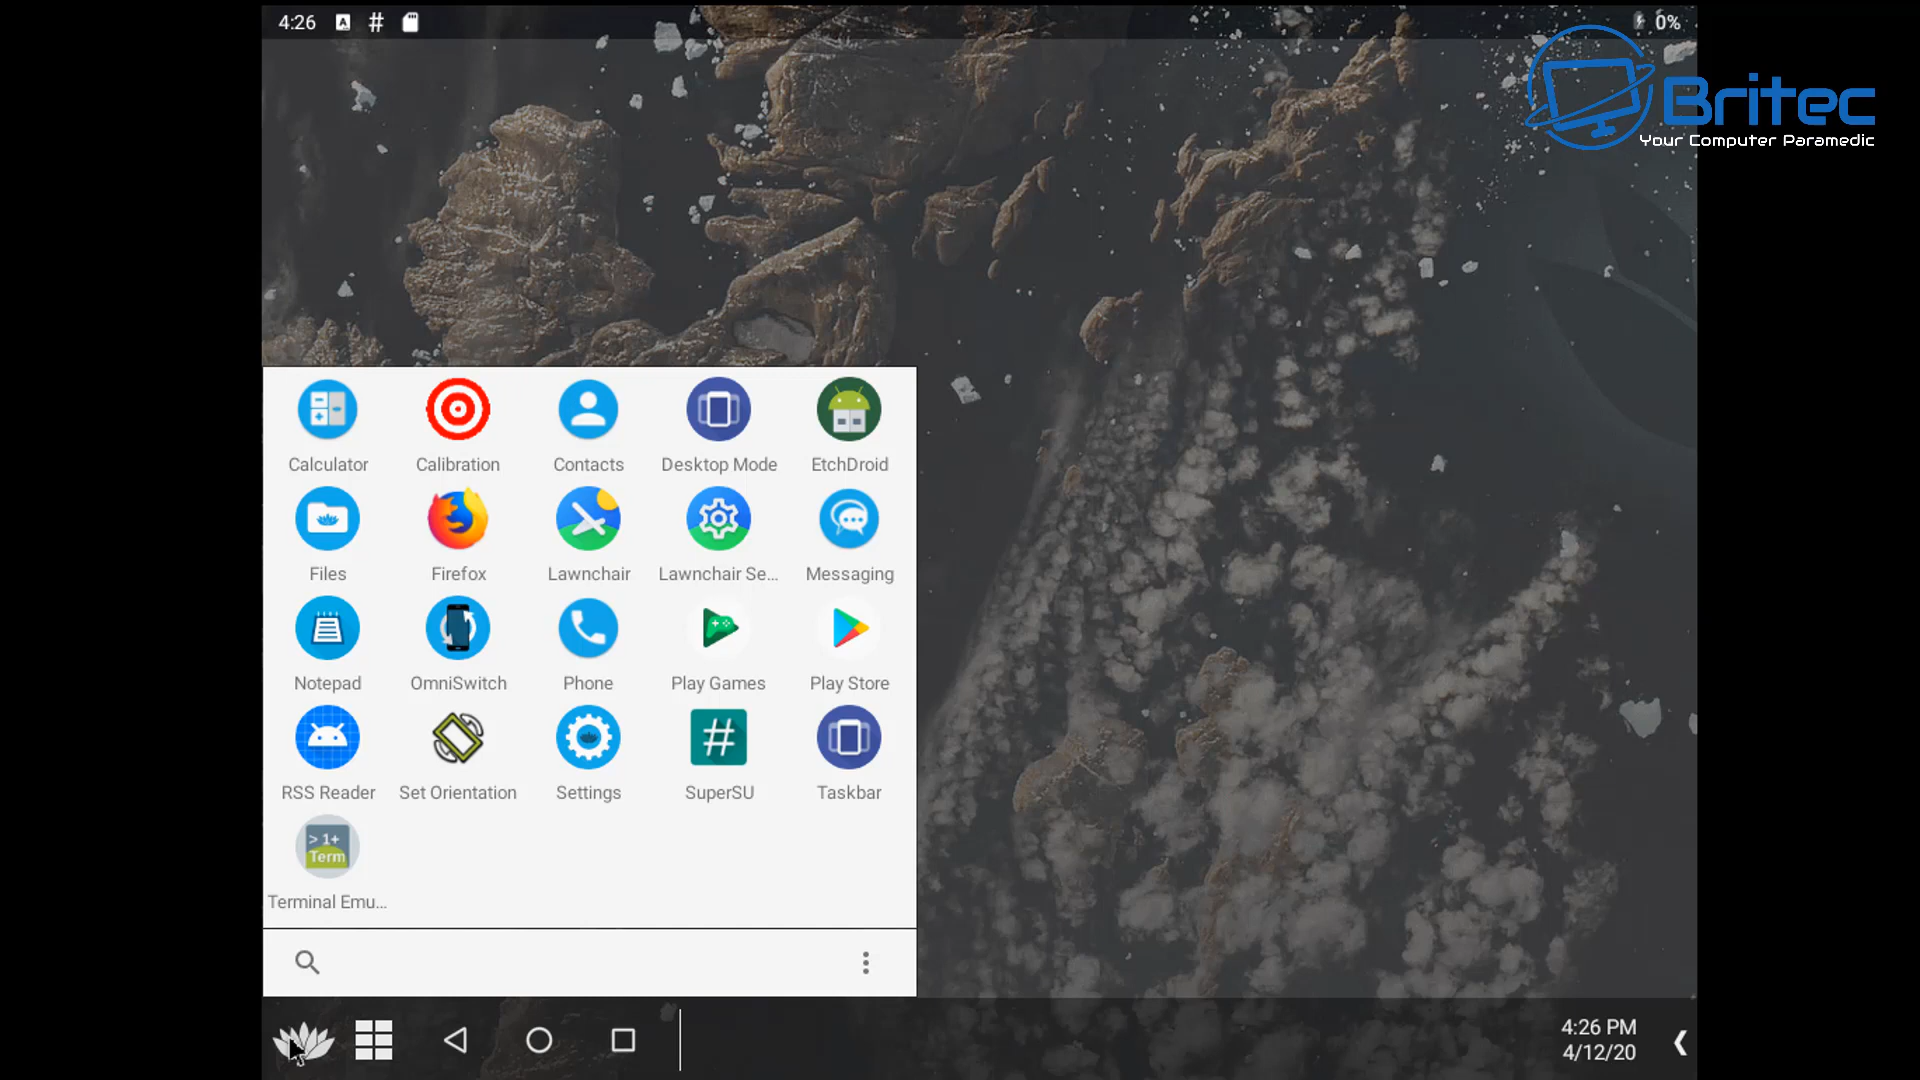 4:26
A
#
0%
Britec
Your Computer Paramedic
Calculator
Calibration
Contacts
Desktop Mode
EtchDroid
Files
Firefox
Lawnchair
Lawnchair Se...
Messaging
Notepad
OmniSwitch
Phone
Play Games
Play Store
RSS Reader
Set Orientation
Settings
#
SuperSU
Taskbar
> 1+
Term
Terminal Emu...
4:26 PM
4/12/20